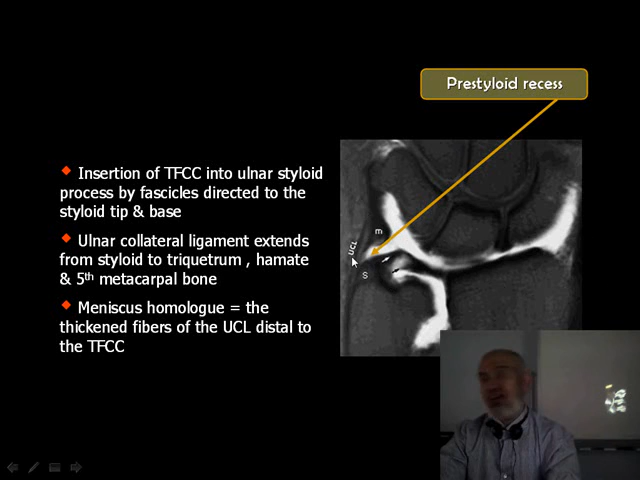 Prestyloid recess
Insertion of TFCC into ulnar styloid
process by fascicles directed to the
styloid tip & base
Ulnar collateral ligament extends
from styloid to triquetrum , hamate
& 5th metacarpal bone
Meniscus homologue = the
thickened fibers of the UCL distal to
the TFCC
m
UCL
S